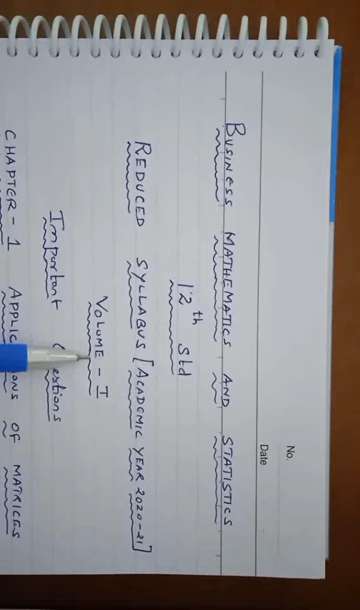 No.
Date
BUSINESS MATHEMATICS AND STATISTICS
12th Std
REDUCED SYLLABUS [ACADEMIC YEAR 2020-21]
VOLUME - I
Important
CHAPTER - 1 OF MATRICES